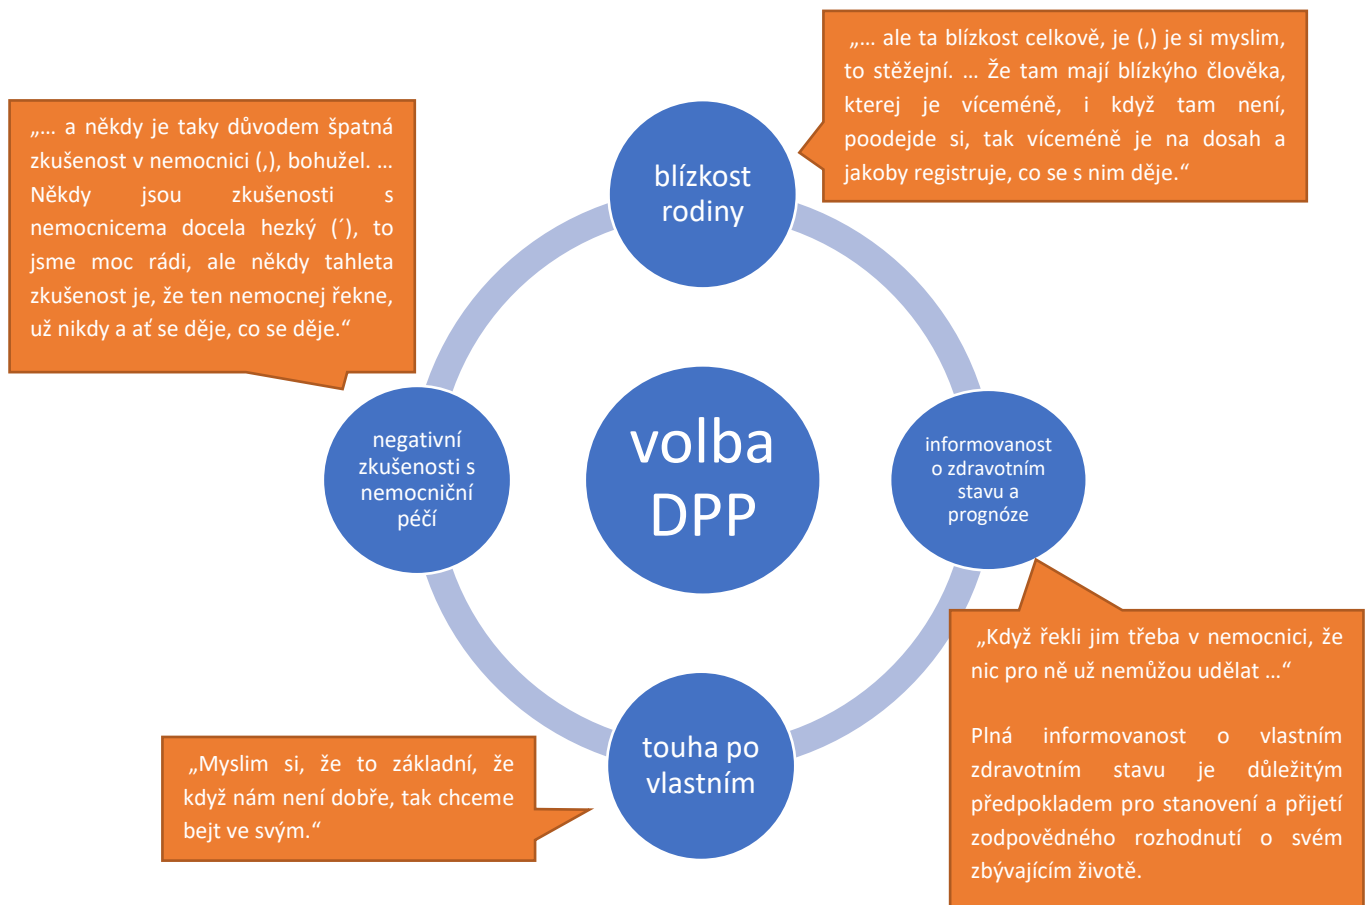 „… ale ta blízkost celkově, je (,) je si myslim,
to stěžejní. … Že tam mají blízkýho člověka,
kterej je víceméně, i když tam není,
poodejde si, tak víceméně je na dosah a
jakoby registruje, co se s nim děje.“
„… a někdy je taky důvodem špatná
zkušenost v nemocnici (,), bohužel. …
Někdy jsou zkušenosti s
nemocnicema docela hezký (´), to
jsme moc rádi, ale někdy tahleta
zkušenost je, že ten nemocnej řekne,
už nikdy a ať se děje, co se děje.“
blízkost
rodiny
negativní
zkušenosti s
nemocniční
péčí
volba
DPP
informovanost
o zdravotním
stavu a
prognóze
touha po
vlastním
„Myslim si, že to základní, že
když nám není dobře, tak chceme
bejt ve svým.“
„Když řekli jim třeba v nemocnici, že
nic pro ně už nemůžou udělat …“
Plná informovanost o vlastním
zdravotním stavu je důležitým
předpokladem pro stanovení a přijetí
zodpovědného rozhodnutí o svém
zbývajícím životě.